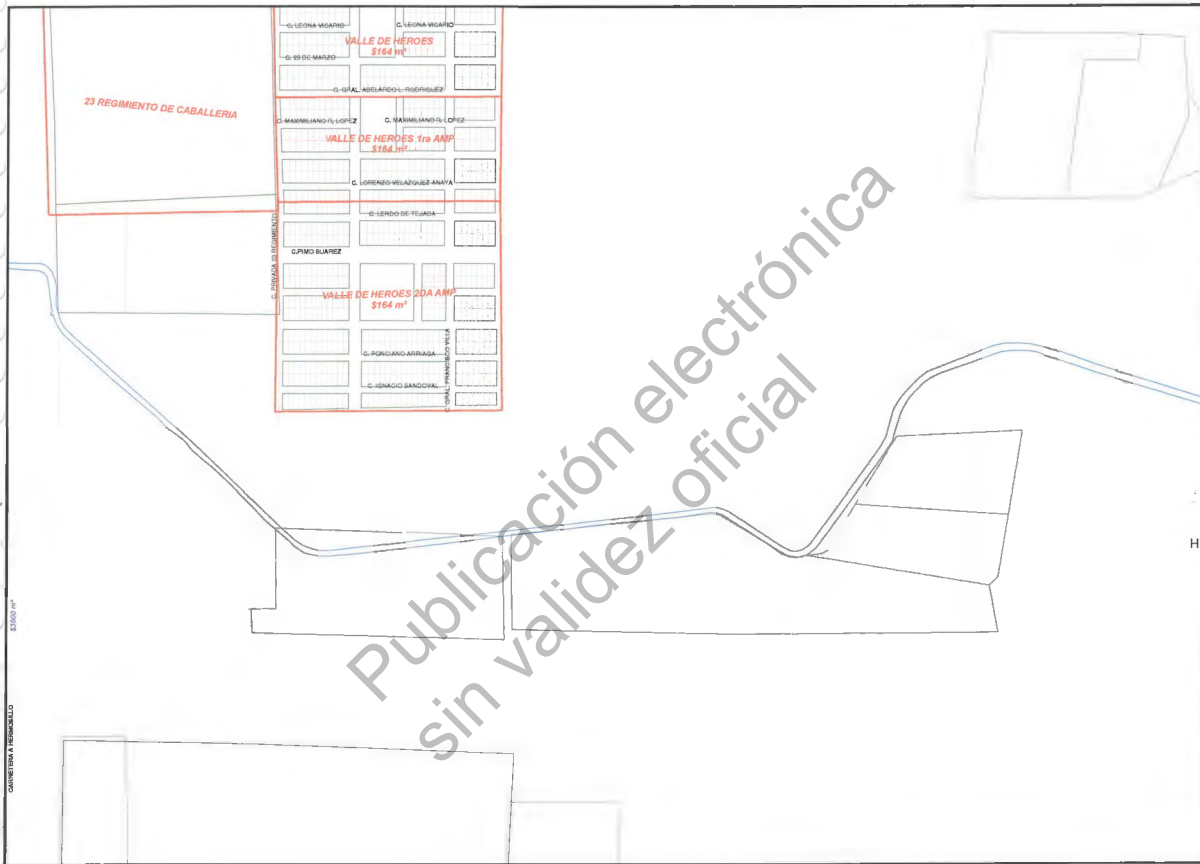 C. LEONA VICARIO
C. LEONA VICARIO
VALLE DE HEROES
$164 m²
C. 23 DE MARZO
C. GRAL. ABELARDO L. RODRIGUEZ
23 REGIMIENTO DE CABALLERIA
C. MAXIMILIANO R. LOPEZ
C. MAXIMILIANO R. LOPEZ
VALLE DE HEROES 1ra AMP
$164 m²
C. LORENZO VELAZQUEZ ANAYA
C. LERDO DE TEJADA
C. PRIVADA 23 REGIMIENTO
C.PIMO SUAREZ
VALLE DE HEROES 2DA AMP
$164 m²
C. PONCIANO ARRIAGA
C. GRAL. FRANCISCO VILLA
C. IGNACIO SANDOVAL
H
$3500 m²
CARRETERA A HERMOSILLO
Publicación electrónica
sin validez oficial